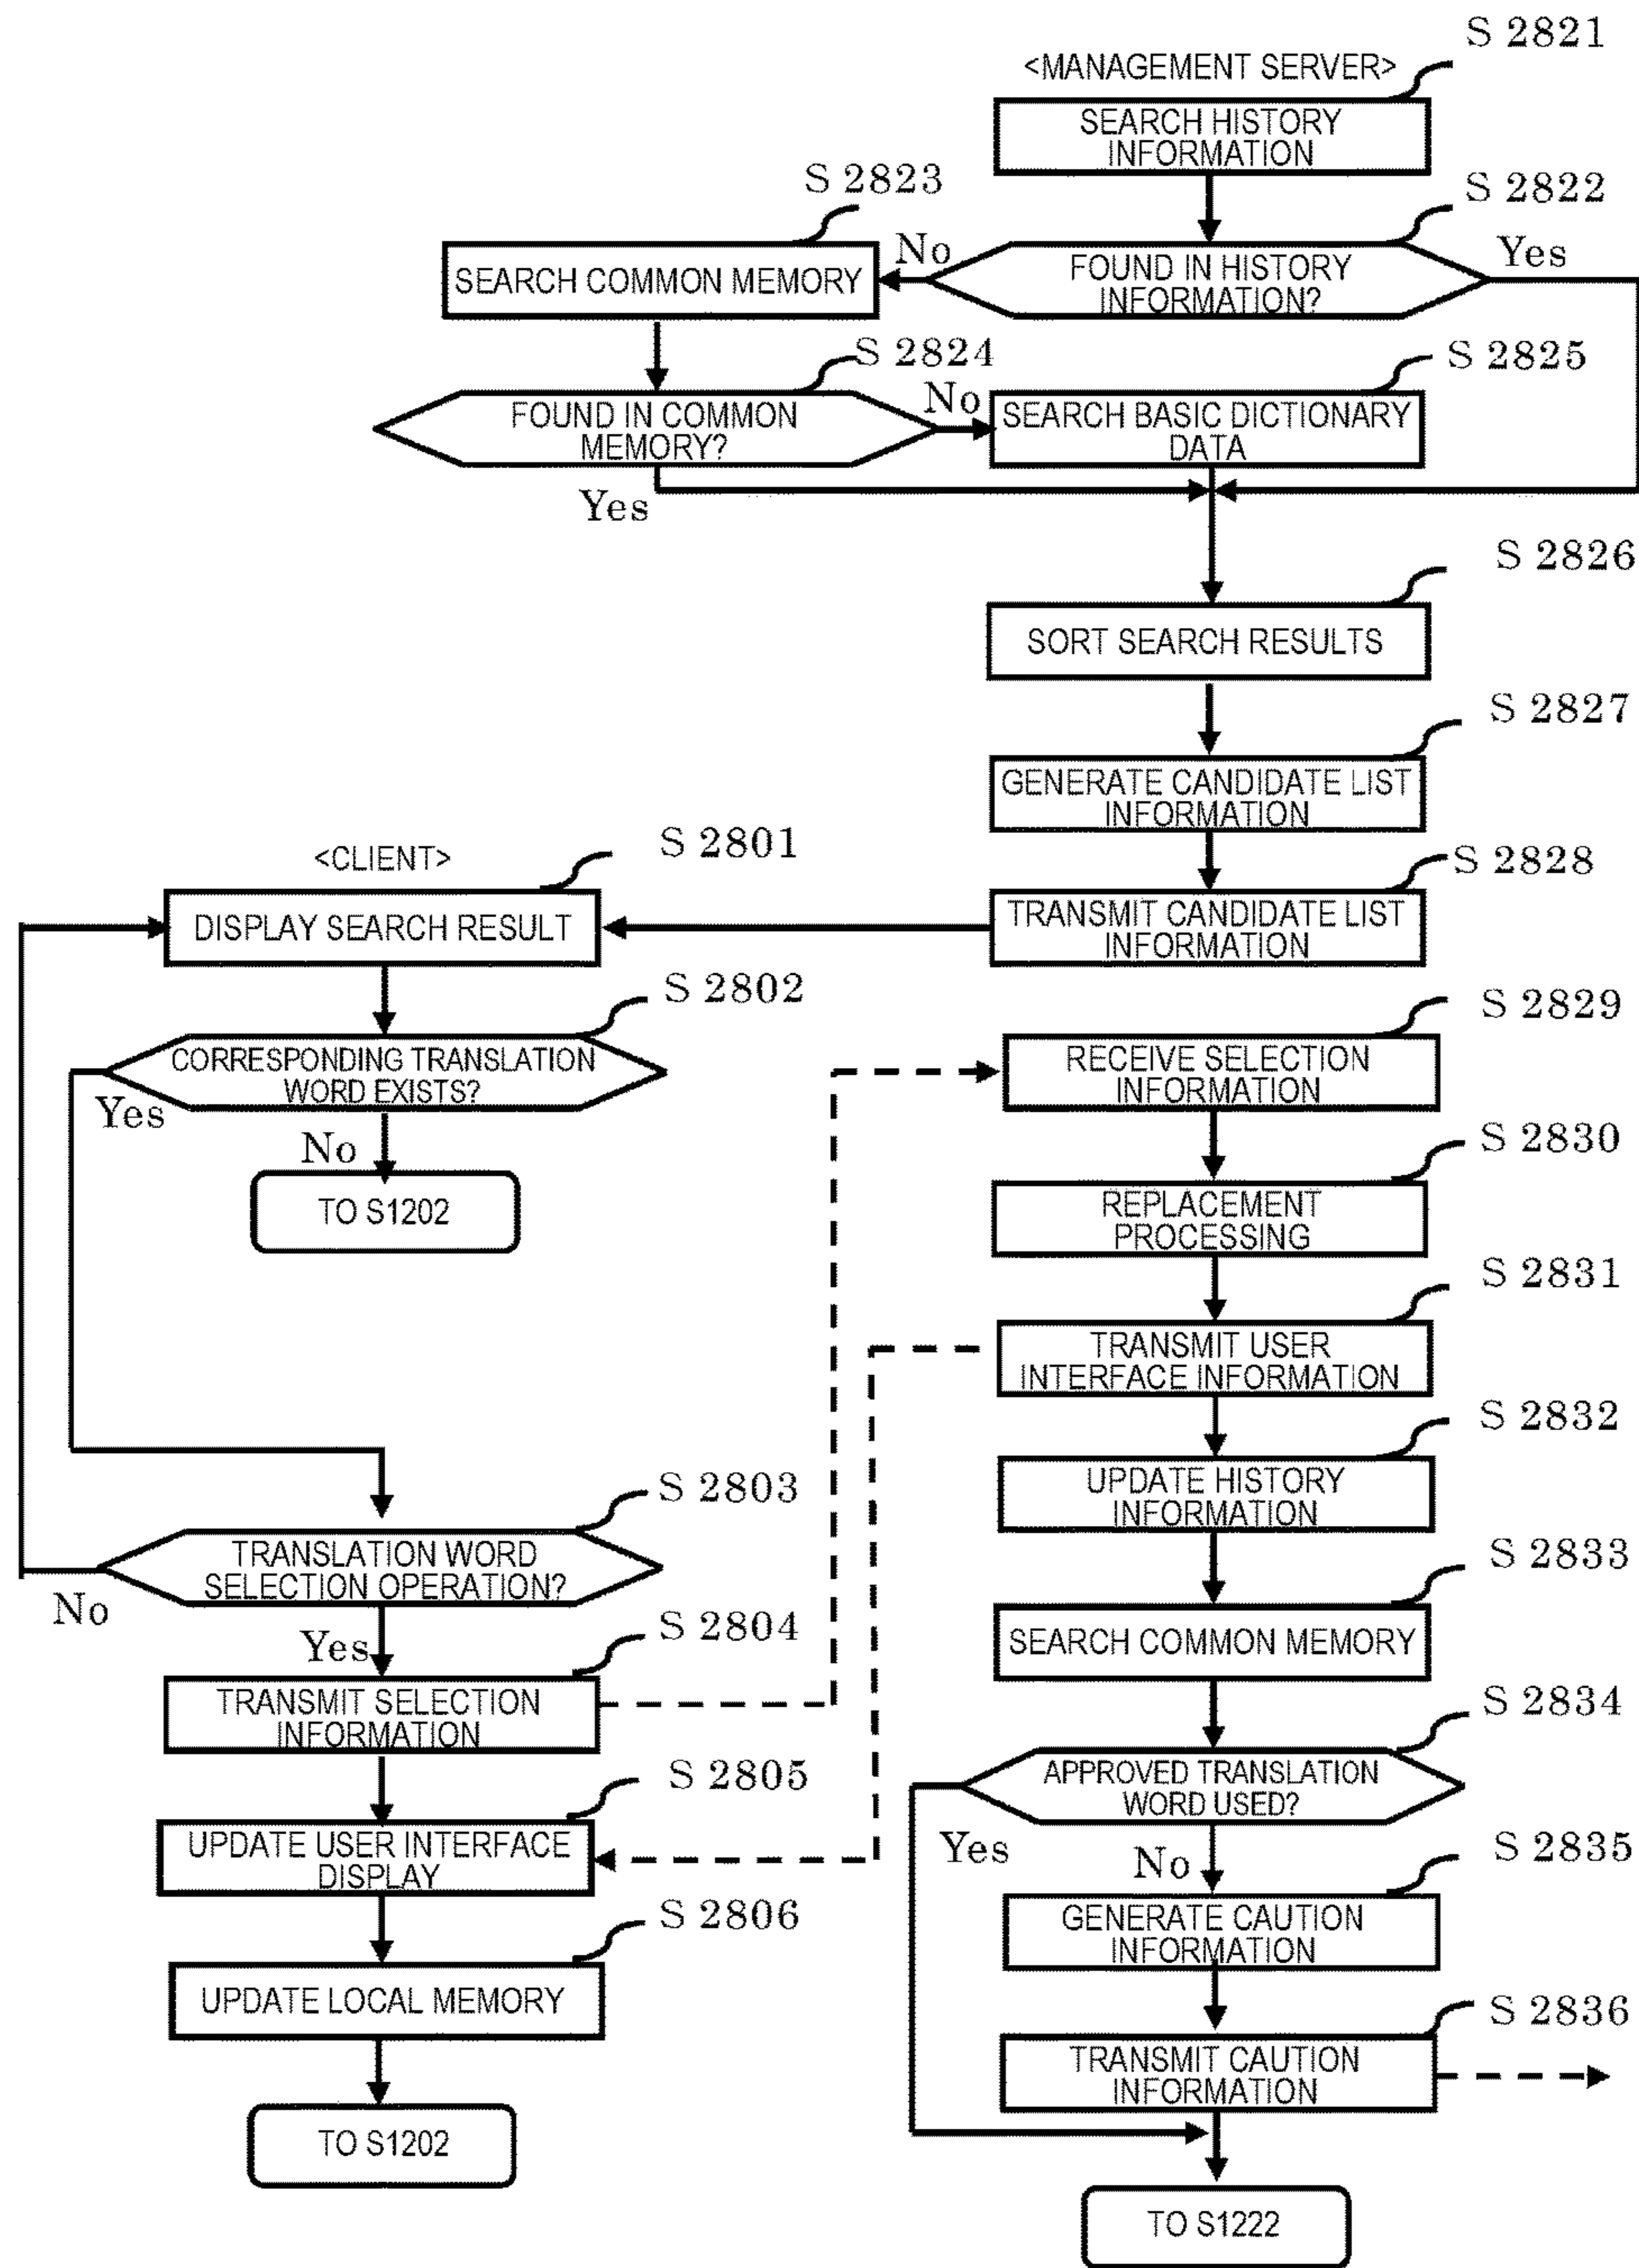 S 2821
<MANAGEMENT SERVER>
SEARCH HISTORY
INFORMATION
S 2823
S 2822
No
Yes
SEARCH COMMON MEMORY
FOUND IN HISTORY
INFORMATION?
S 2824
S 2825
FOUND IN COMMON
MEMORY?
No
SEARCH BASIC DICTIONARY
DATA
Yes
S 2826
SORT SEARCH RESULTS
S 2827
GENERATE CANDIDATE LIST
INFORMATION
<CLIENT>
S 2801
S 2828
DISPLAY SEARCH RESULT
TRANSMIT CANDIDATE LIST
INFORMATION
S 2802
S 2829
CORRESPONDING TRANSLATION
WORD EXISTS?
RECEIVE SELECTION
INFORMATION
Yes
No
S 2830
TO S1202
REPLACEMENT
PROCESSING
S 2831
TRANSMIT USER
INTERFACE INFORMATION
S 2832
UPDATE HISTORY
INFORMATION
S 2803
TRANSLATION WORD
SELECTION OPERATION?
S 2833
No
Yes
S 2804
SEARCH COMMON MEMORY
TRANSMIT SELECTION
INFORMATION
S 2834
S 2805
APPROVED TRANSLATION
WORD USED?
UPDATE USER INTERFACE
DISPLAY
Yes
No
S 2835
S 2806
GENERATE CAUTION
INFORMATION
UPDATE LOCAL MEMORY
S 2836
TRANSMIT CAUTION
INFORMATION
TO S1202
TO S1222